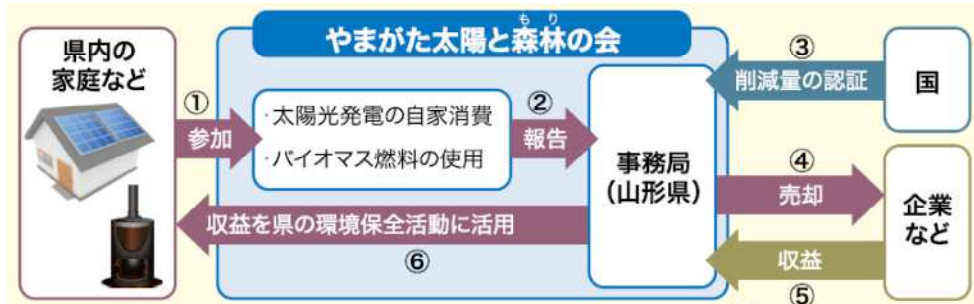 もり
やまがた太陽と森林の会
県内の
家庭など
①
参加
・太陽光発電の自家消費
・バイオマス燃料の使用
②
報告
事務局
（山形県）
③
削減量の認証
国
④
売却
企業
など
収益
⑤
収益を県の環境保全活動に活用
⑥